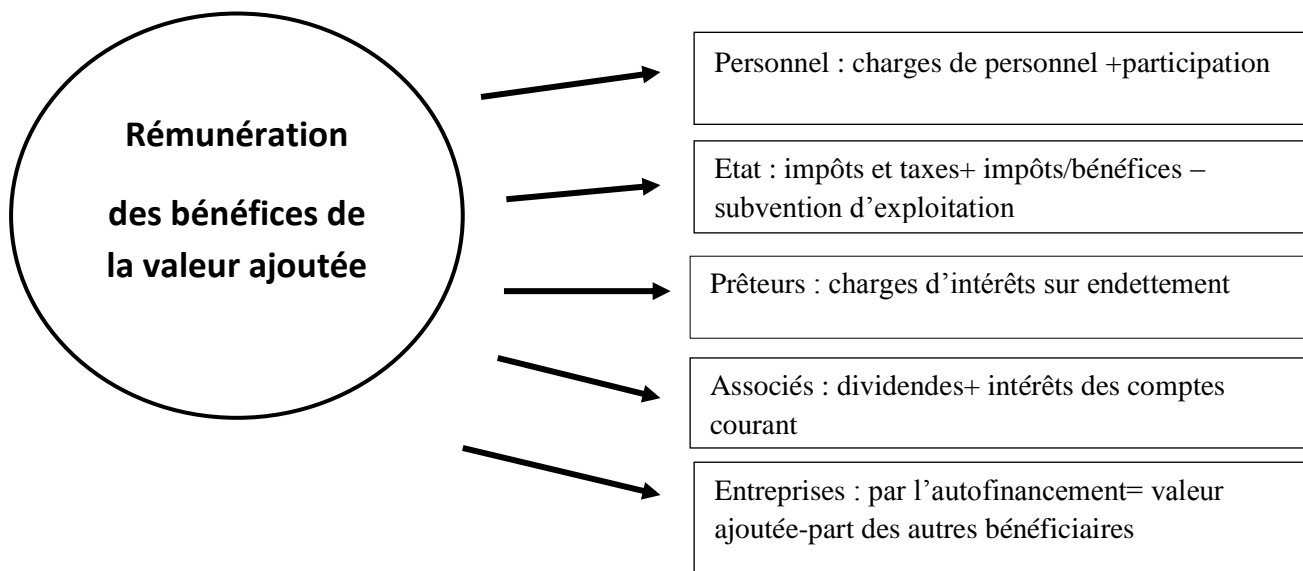 Rémunération
des bénéfices de
la valeur ajoutée
Personnel : charges de personnel +participation
Etat : impôts et taxes+ impôts/bénéfices –
subvention d'exploitation
Prêteurs : charges d'intérêts sur endettement
Associés : dividendes+ intérêts des comptes
courant
Entreprises : par l'autofinancement= valeur
ajoutée-part des autres bénéficiaires